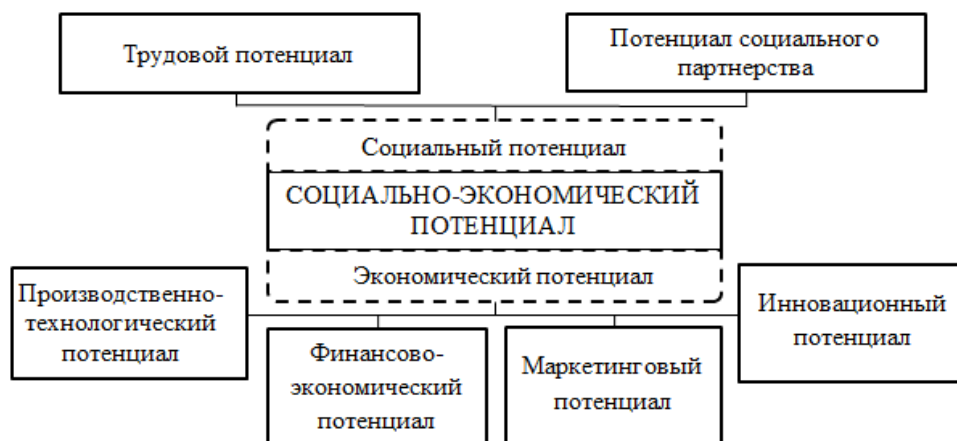 Трудовой потенциал
Потенциал социального
партнерства
Социальный потенциал
СОЦИАЛЬНО-ЭКОНОМИЧЕСКИЙ
ПОТЕНЦИАЛ
Экономический потенциал
Производственно-
технологический
потенциал
Финансово-
экономический
потенциал
Маркетинговый
потенциал
Инновационный
потенциал